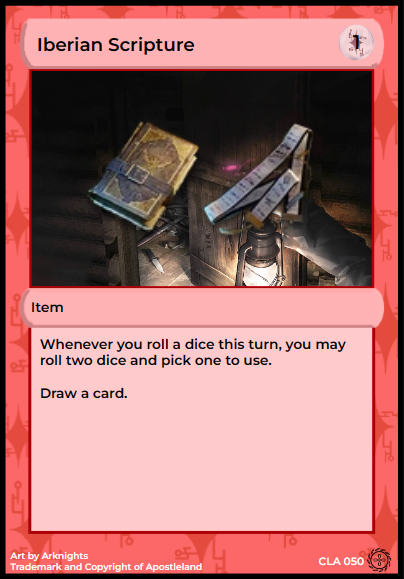 Iberian Scripture
1
Item
Whenever you roll a dice this turn, you may
roll two dice and pick one to use.
Draw a card.
Art by Arknights
Trademark and Copyright of Apostleland
CLA 050